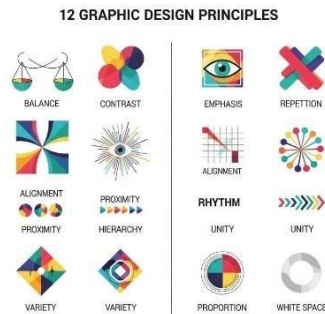 12 GRAPHIC DESIGN PRINCIPLES
BALANCE
CONTRAST
EMPHASIS
REPETTION
ALIGNMENT
PROXIMITY
ALIGNMENT
PROXIMITY
HIERARCHY
RHYTHM
UNITY
UNITY
VARIETY
VARIETY
PROPORTION
WHITE SPACE